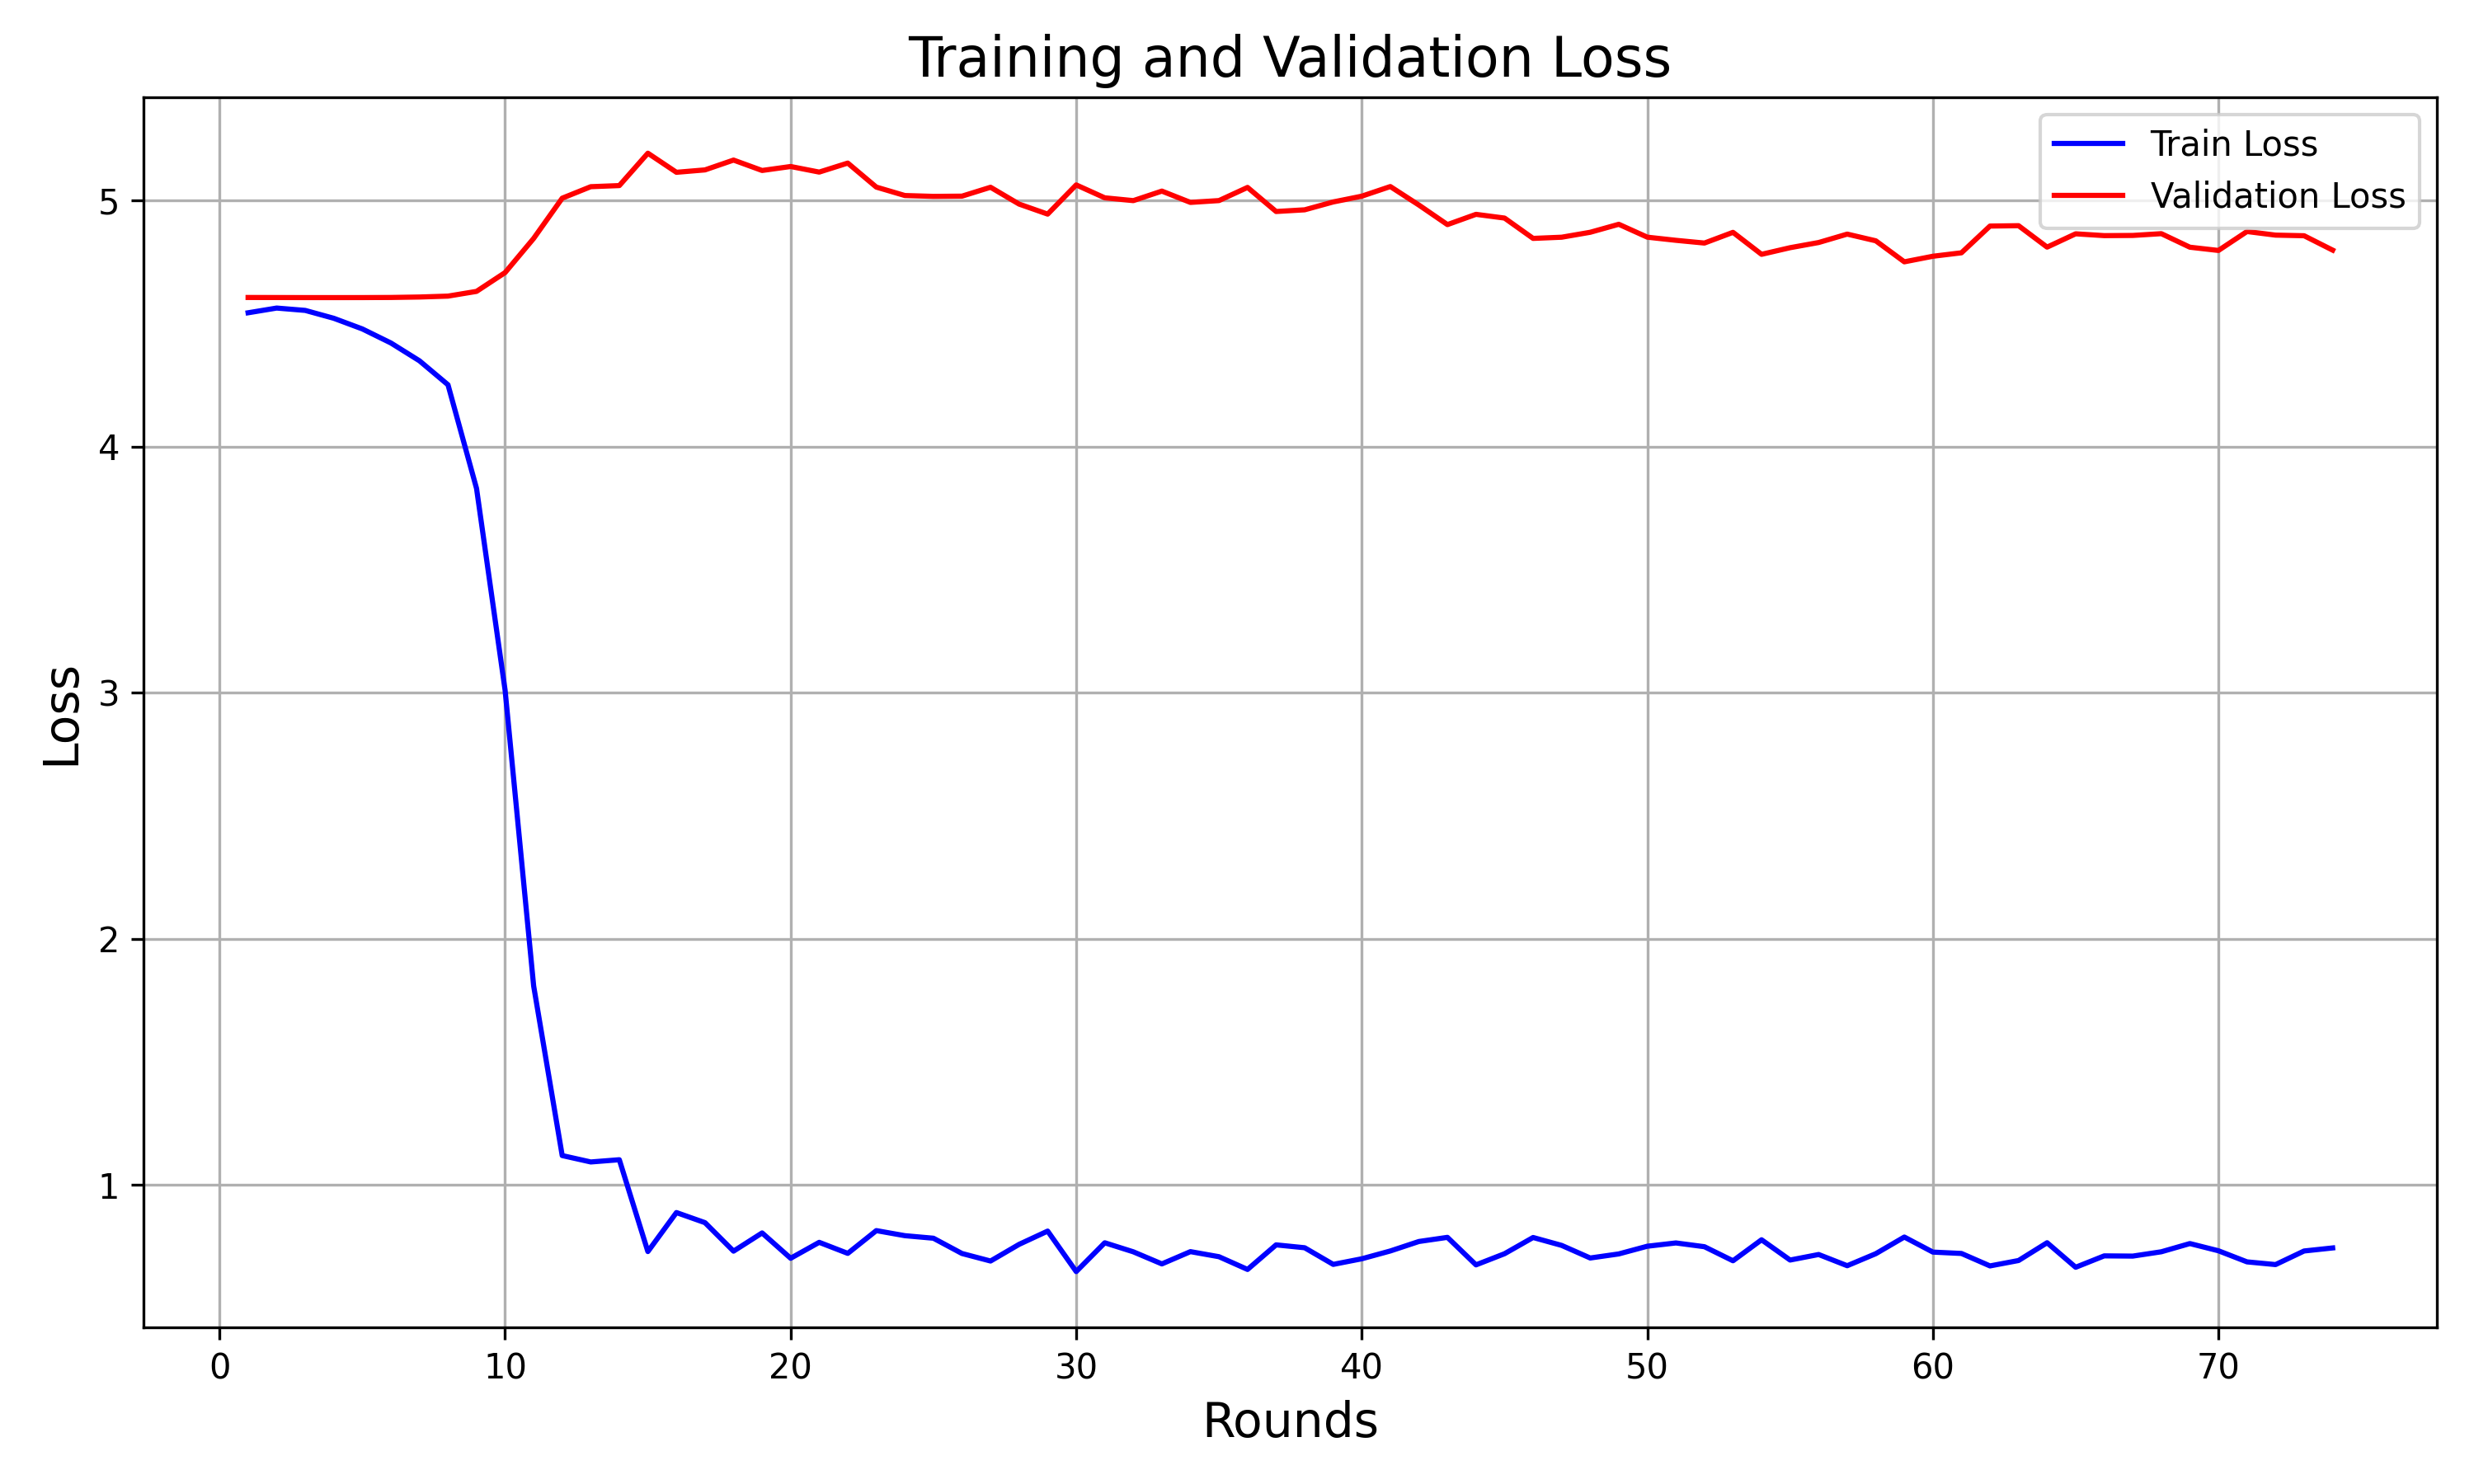 Training and Validation Loss
Train Loss
Validation Loss
5
4
3
2
1
Loss
0 10 20 30 40 50 60 70
Rounds